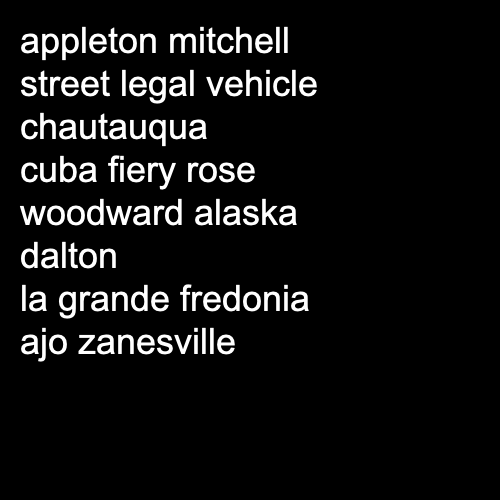 appleton mitchell
street legal vehicle
chautauqua
cuba fiery rose
woodward alaska
dalton
la grande fredonia
ajo zanesville